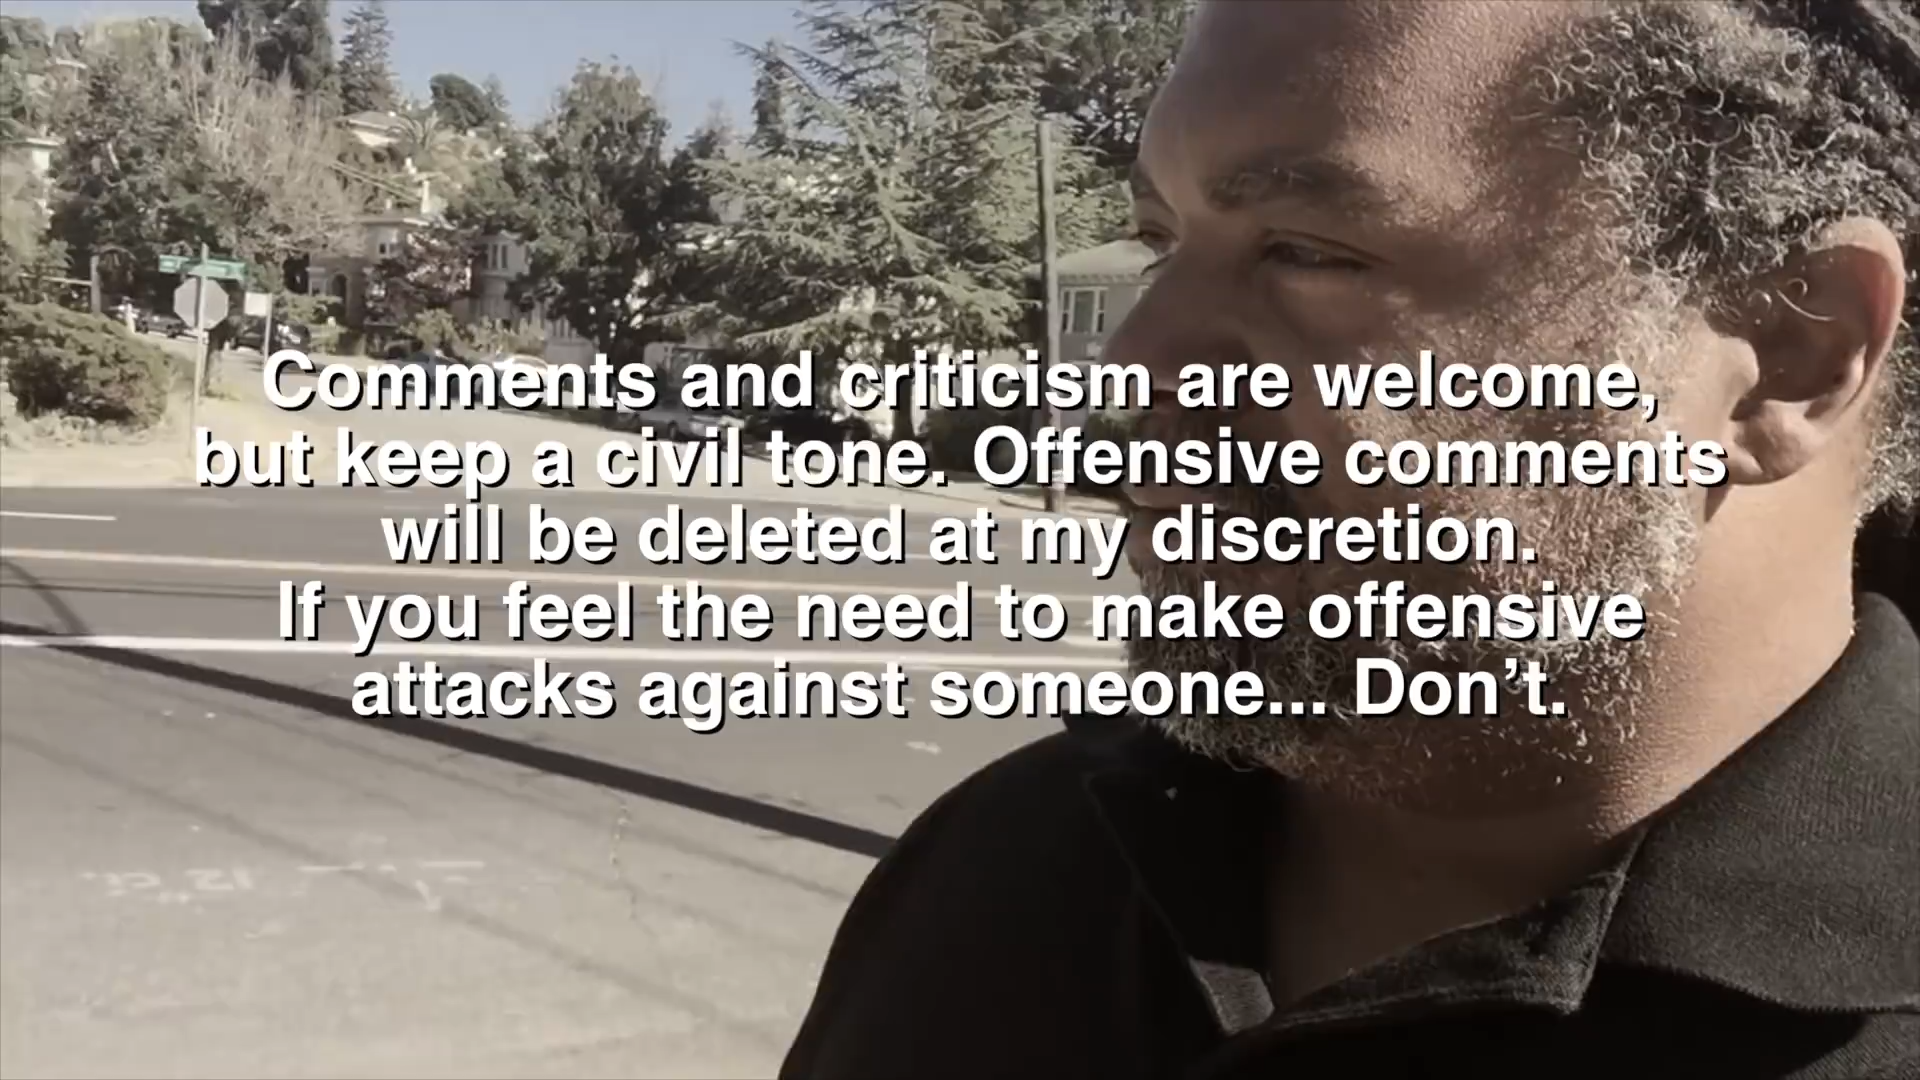 Comments and criticism are welcome,
but keep a civil tone. Offensive comments
will be deleted at my discretion.
If you feel the need to make offensive
attacks against someone... Don’t.